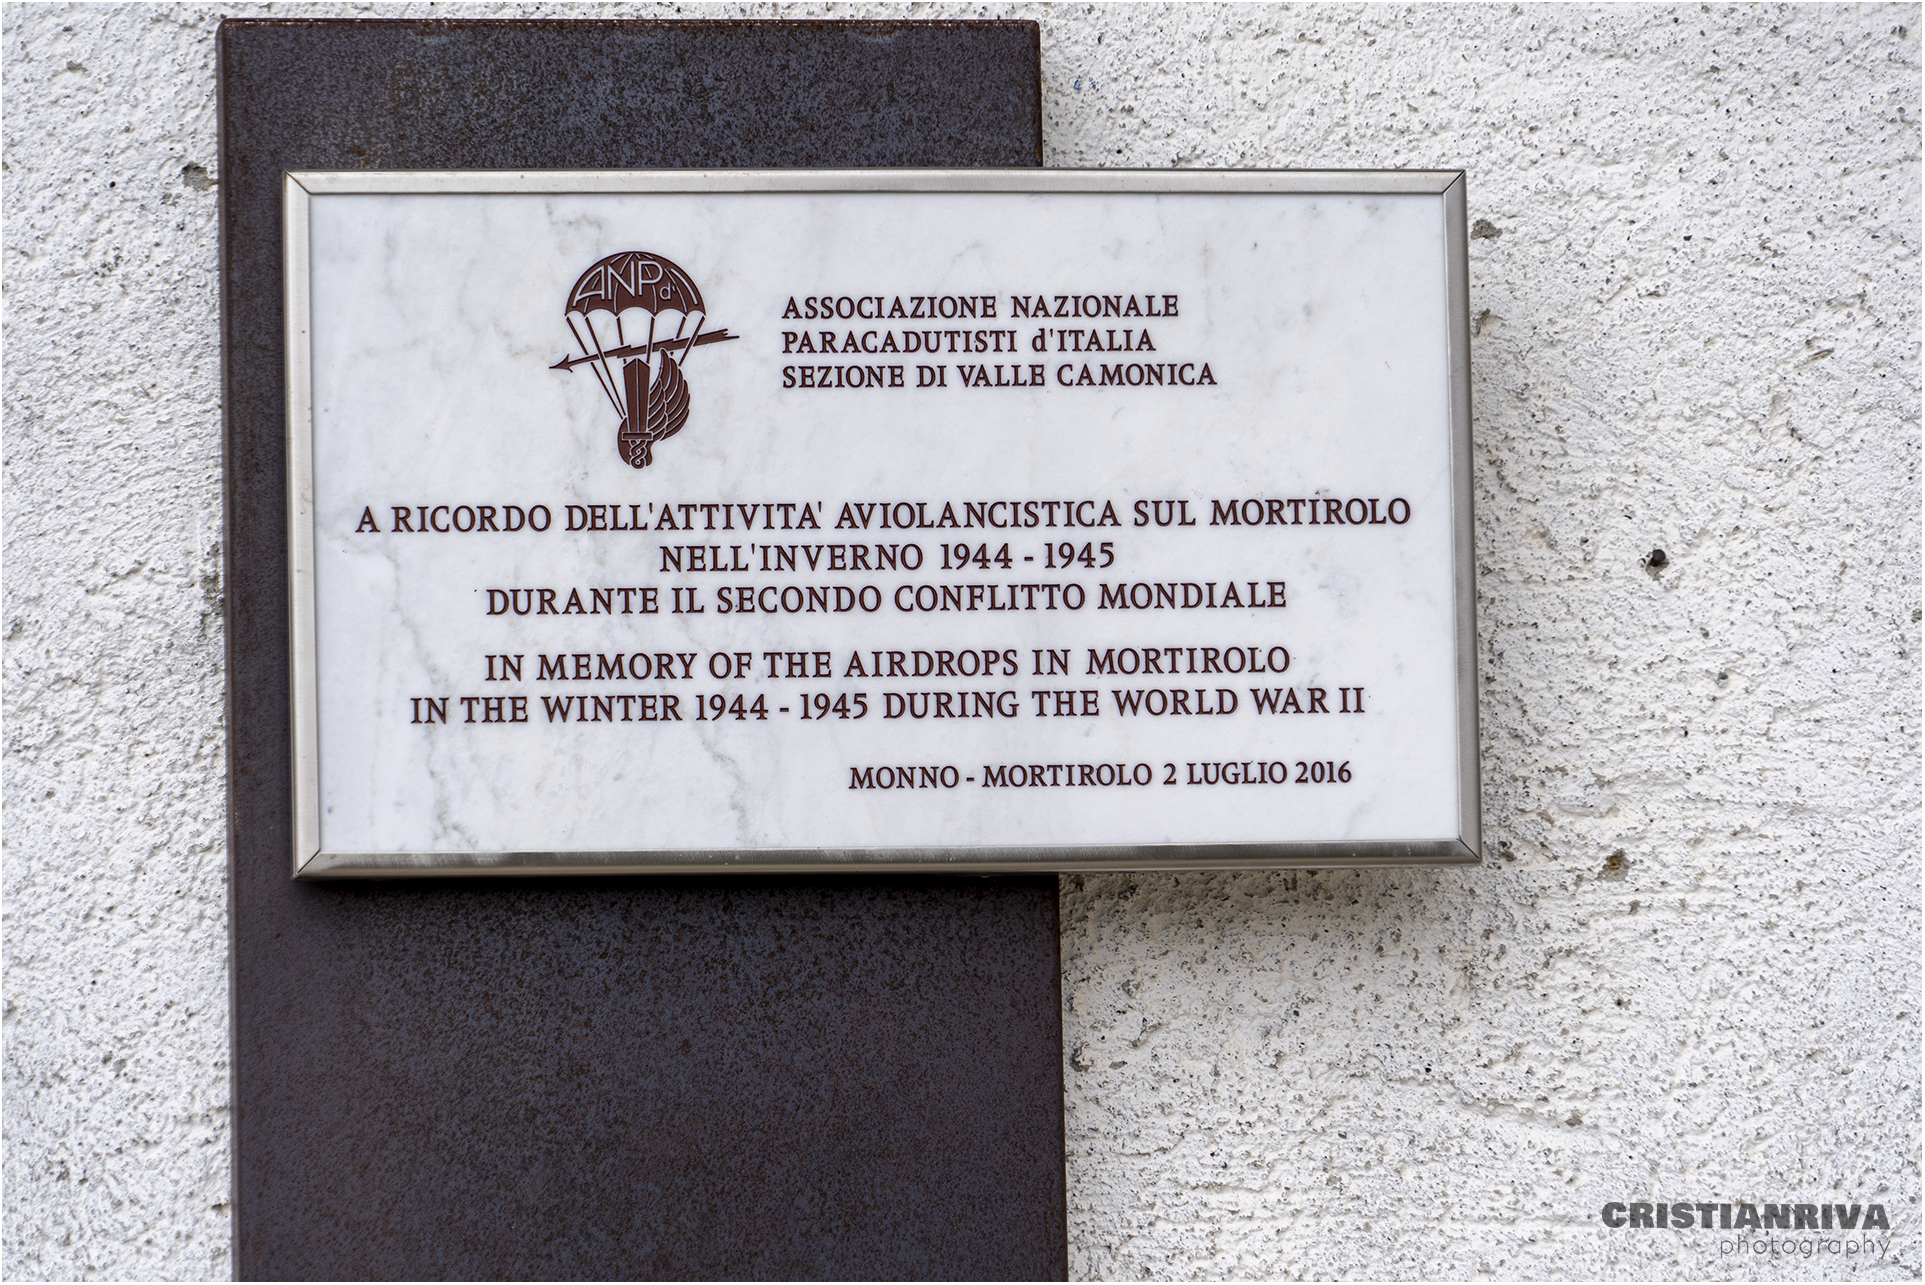 ANPd'I
ASSOCIAZIONE NAZIONALE
PARACADUTISTI d'ITALIA
SEZIONE DI VALLE CAMONICA
A RICORDO DELL'ATTIVITA' AVIOLANCISTICA SUL MORTIROLO
NELL'INVERNO 1944 - 1945
DURANTE IL SECONDO CONFLITTO MONDIALE
IN MEMORY OF THE AIRDROPS IN MORTIROLO
IN THE WINTER 1944 - 1945 DURING THE WORLD WAR II
MONNO - MORTIROLO 2 LUGLIO 2016
CRISTIANRIVA
photography